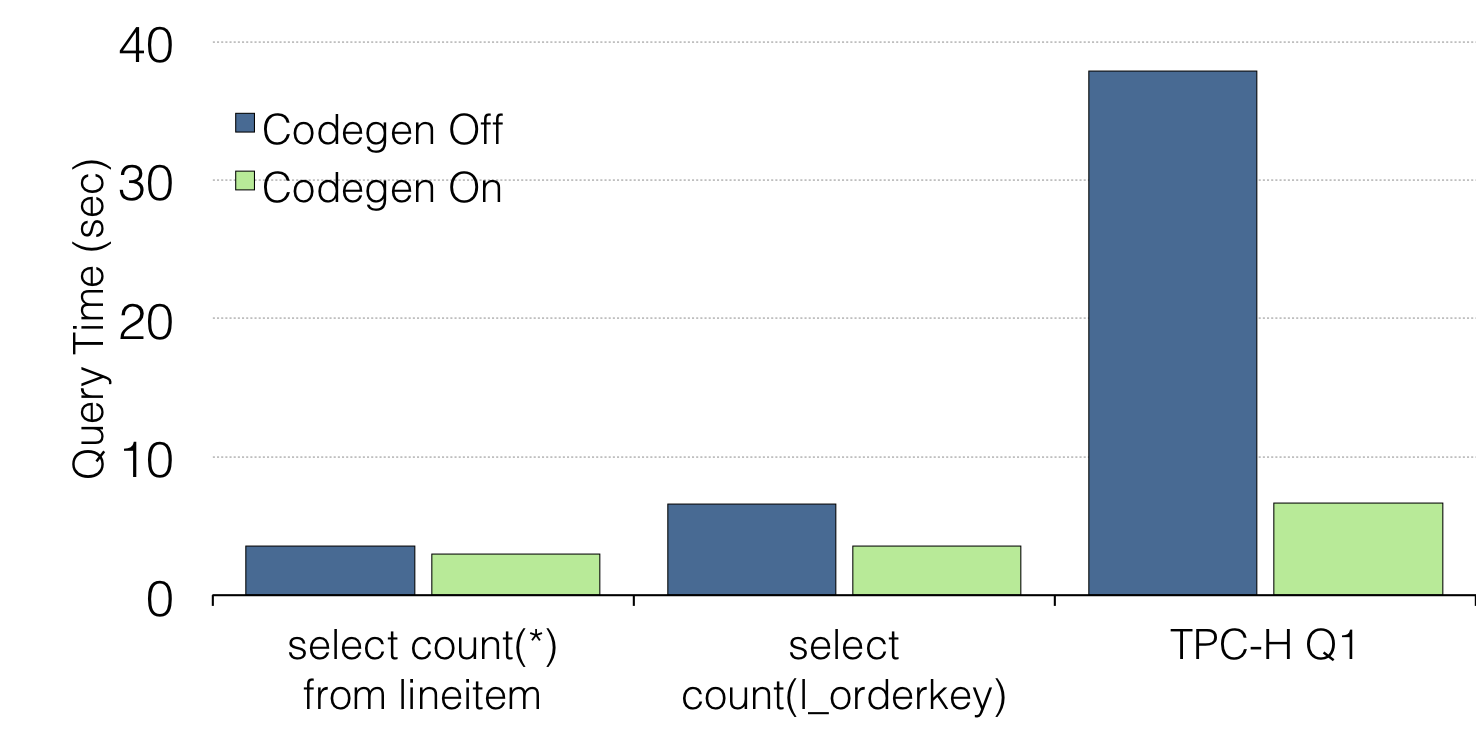 40
Codegen Off
30
Codegen On
Query Time (sec)
20
10
0
select count(*)
from lineitem
select
count(l_orderkey)
TPC-H Q1